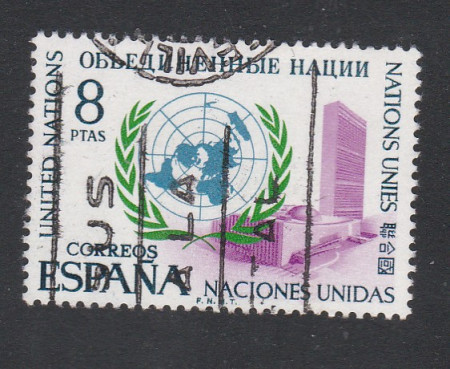 ОБЪЕДИНЕННЫЕ НАЦИИ
UNITED NATIONS
8
PTAS
NATIONS UNIES
聯合國
CORREOS
ESPAÑA
NACIONES UNIDAS
F.N.M.T.